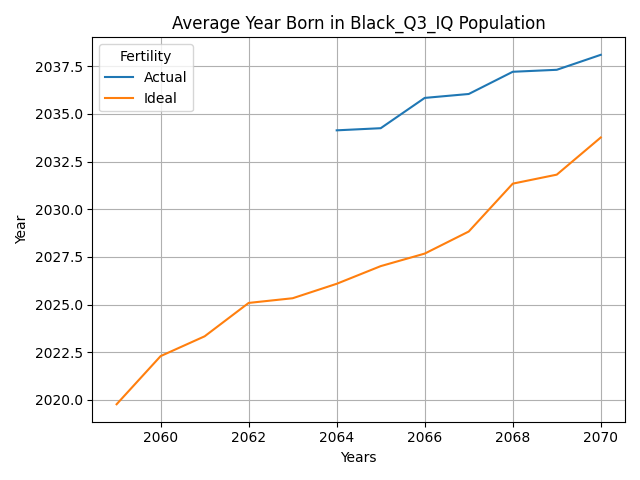 Average Year Born in Black_Q3_IQ Population
Fertility
Actual
Ideal
2037.5
2035.0
2032.5
2030.0
2027.5
2025.0
2022.5
2020.0
Year
2060 2062 2064 2066 2068 2070
Years